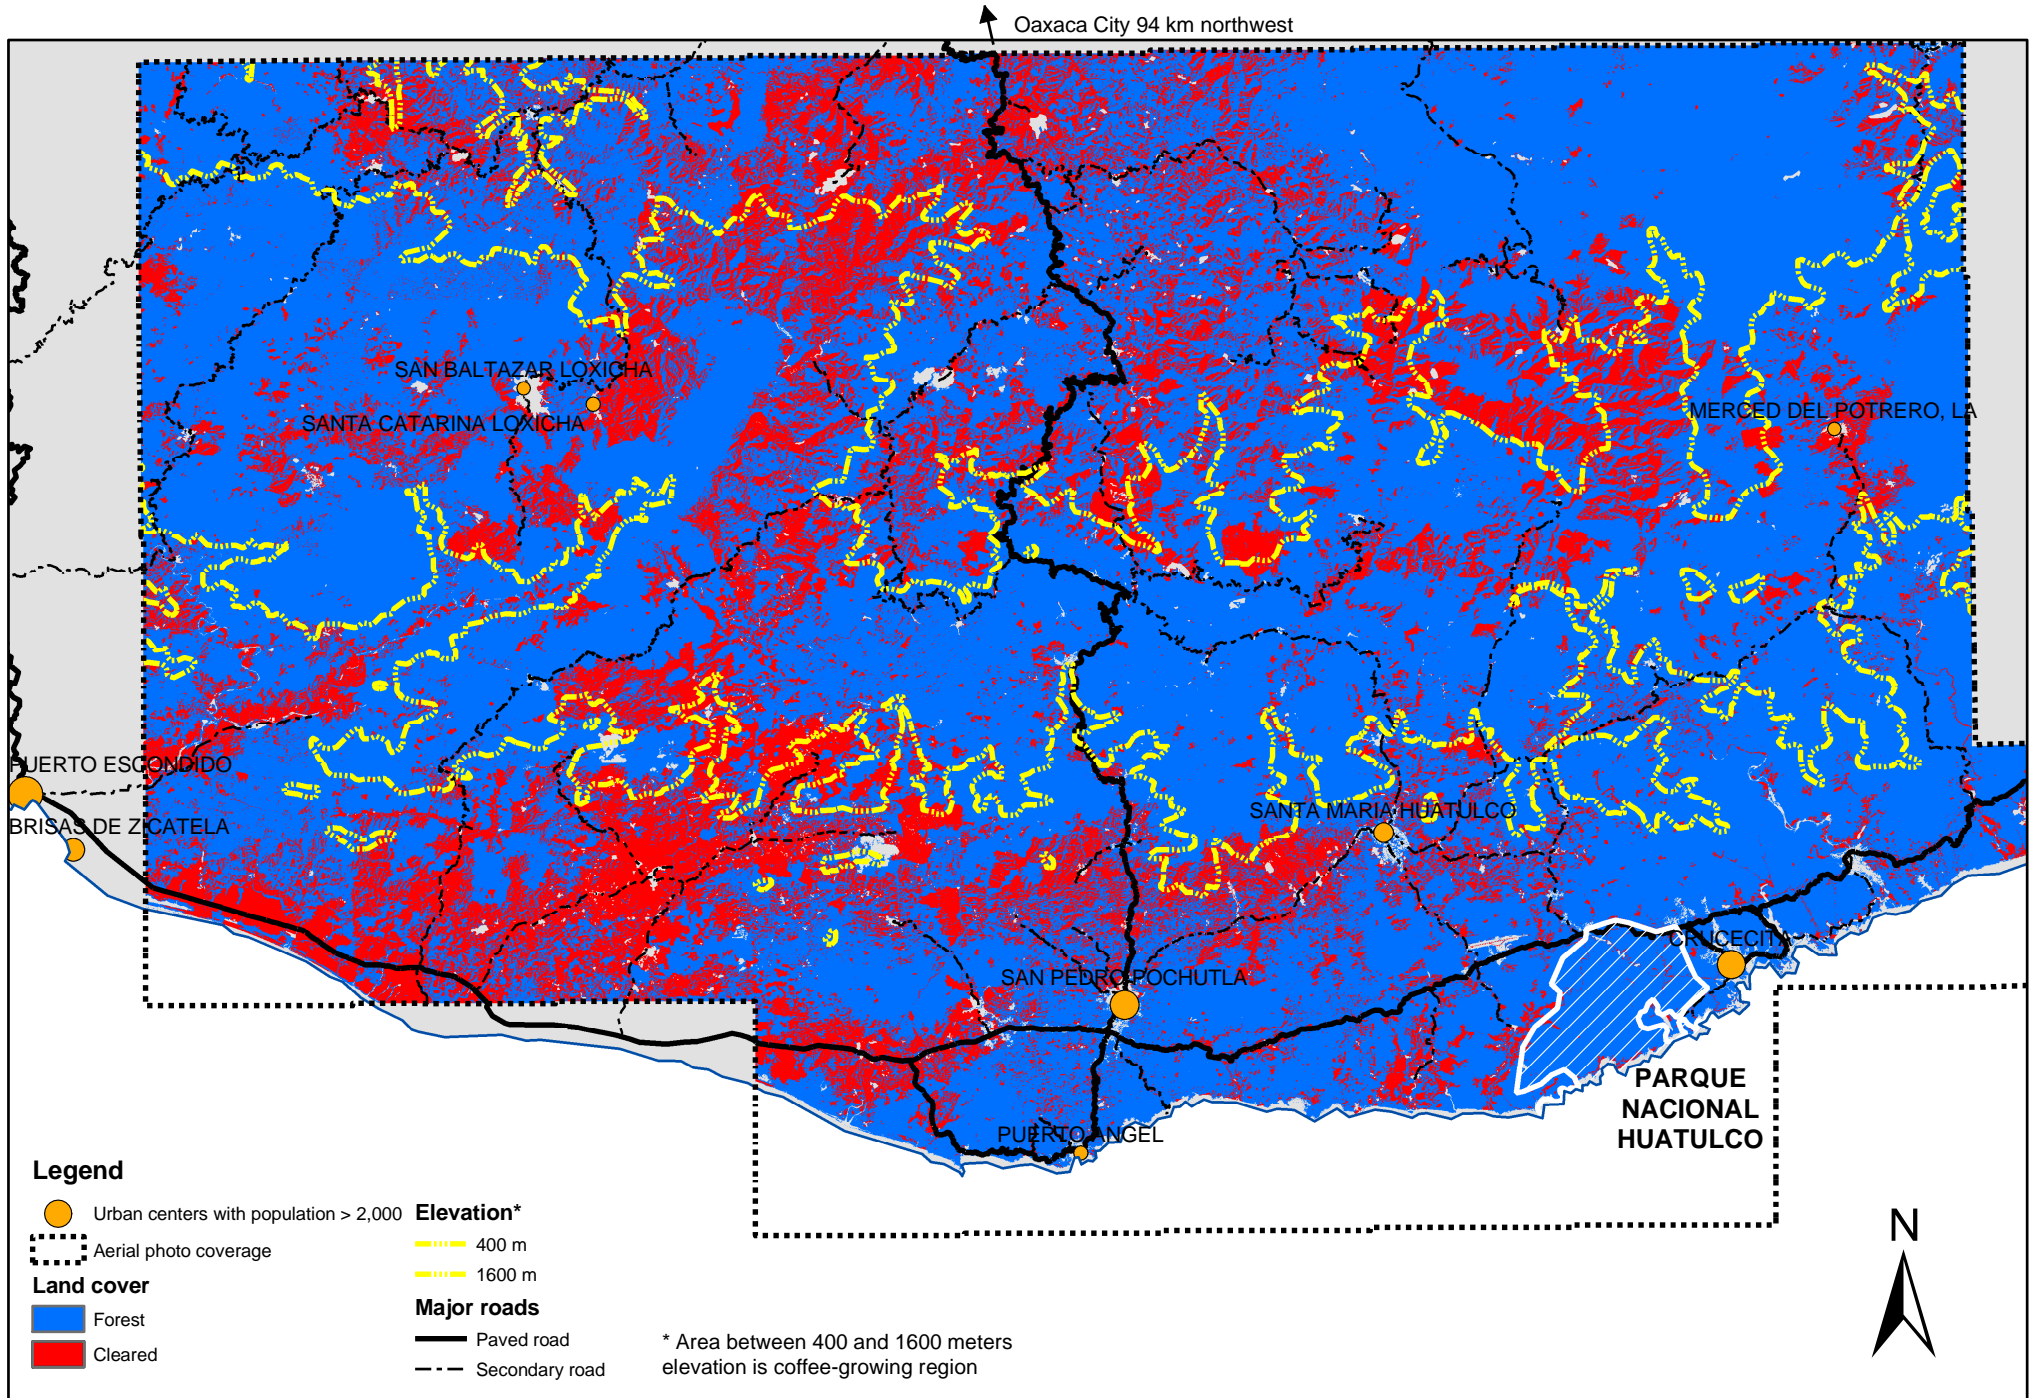 Oaxaca City 94 km northwest
SAN BALTAZAR LOXICHA
SANTA CATARINA LOXICHA
MERCED DEL POTRERO, LA
PUERTO ESCONDIDO
BRISAS DE ZICATELA
SANTA MARIA HUATULCO
CRUCECITA
SAN PEDRO POCHUTLA
PARQUE
NACIONAL
HUATULCO
PUERTO ANGEL
Legend
Urban centers with population > 2,000
Aerial photo coverage
Land cover
Forest
Cleared
Elevation*
400 m
1600 m
Major roads
Paved road
Secondary road
* Area between 400 and 1600 meters
elevation is coffee-growing region
N